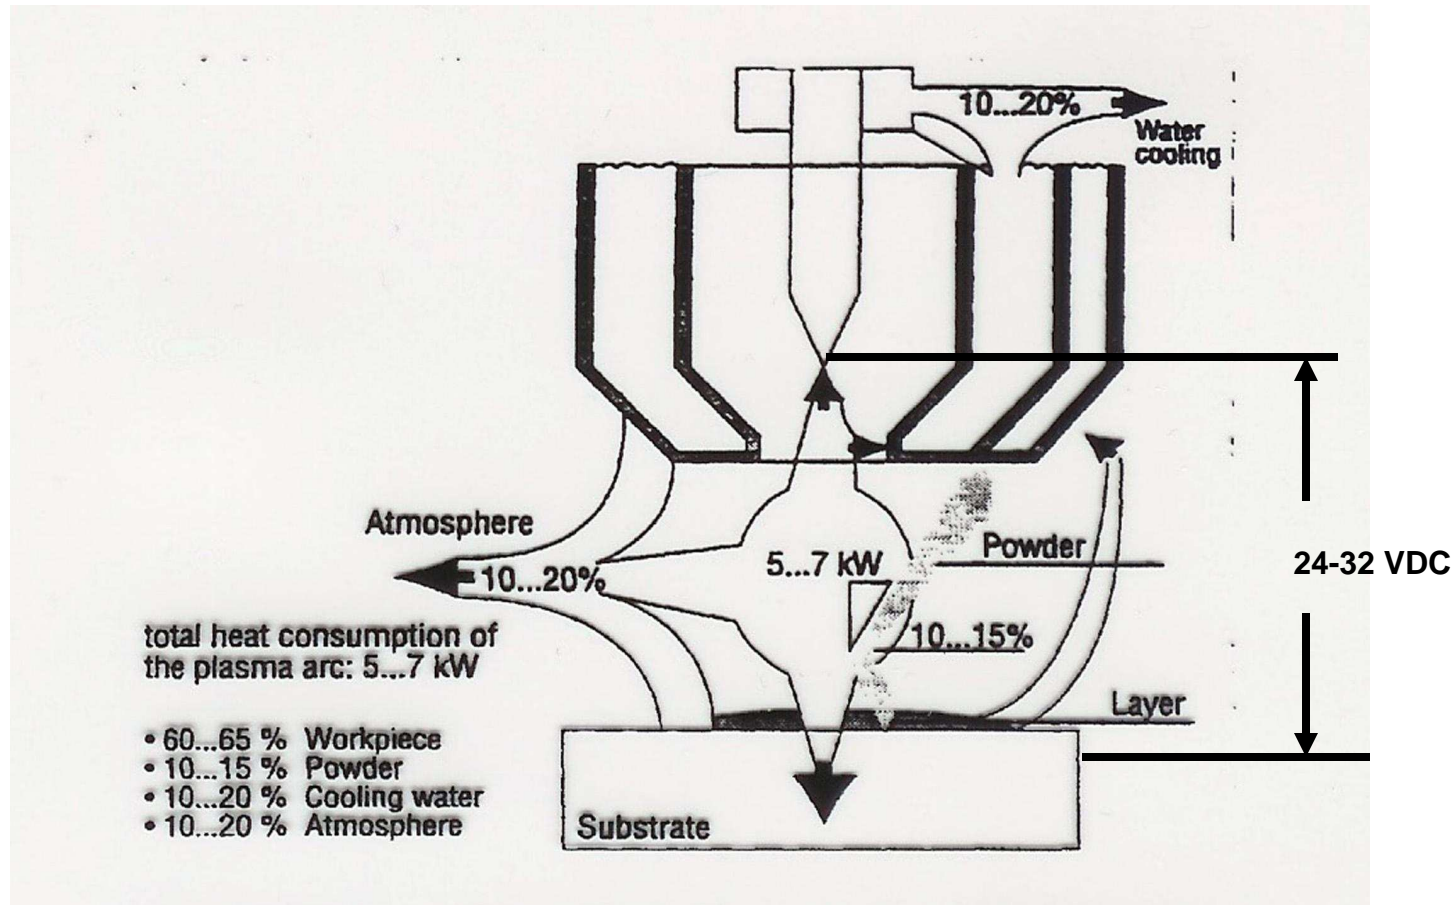 10...20%
Water
cooling
Atmosphere
10...20%
5...7 kW
Powder
24-32 VDC
10...15%
total heat consumption of
the plasma arc: 5...7 kW
Layer
• 60...65 % Workpiece
• 10...15 % Powder
• 10...20 % Cooling water
• 10...20 % Atmosphere
Substrate